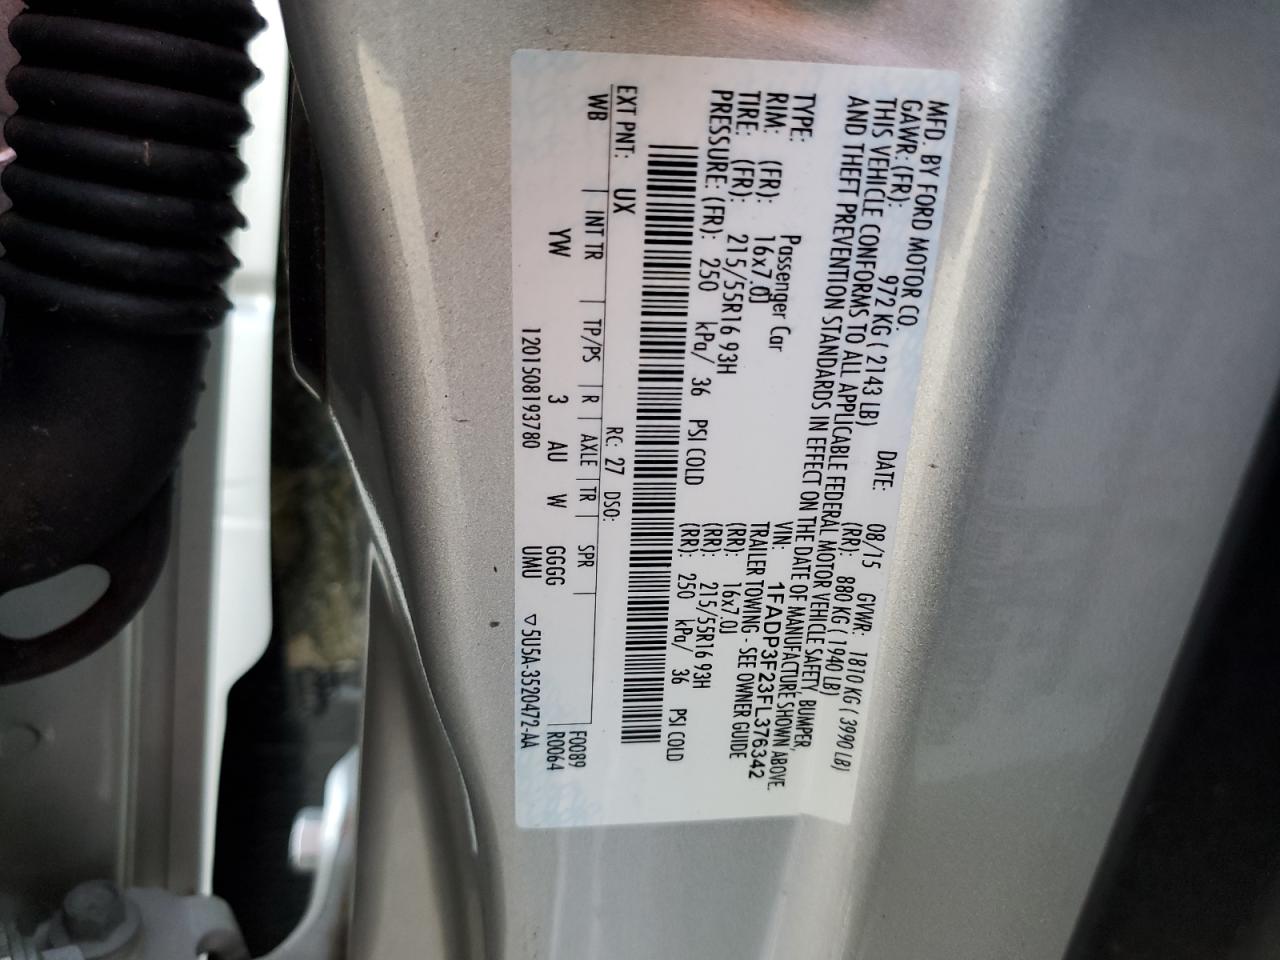 MFD. BY FORD MOTOR CO.
DATE: 08/15 GVWR: 1810 KG ( 3990 LB)
GAWR: (FR): 972 KG ( 2143 LB) (RR): 880 KG ( 1940 LB)
THIS VEHICLE CONFORMS TO ALL APPLICABLE FEDERAL MOTOR VEHICLE SAFETY, BUMPER,
AND THEFT PREVENTION STANDARDS IN EFFECT ON THE DATE OF MANUFACTURE SHOWN ABOVE.
VIN: 1FADP3F23FL376342
TYPE: Passenger Car TRAILER TOWING - SEE OWNER GUIDE
RIM: (FR): 16x7.0J (RR): 16x7.0J
TIRE: (FR): 215/55R16 93H (RR): 215/55R16 93H
PRESSURE: (FR): 250 kPa/ 36 PSI COLD (RR): 250 kPa/ 36 PSI COLD
EXT PNT: UX RC: 27 DSO: F0089
WB INT TR TP/PS R AXLE TR SPR R0064
YW 3 AU W GGGG
1201508193780 UMU ▽5U5A-3520472-AA